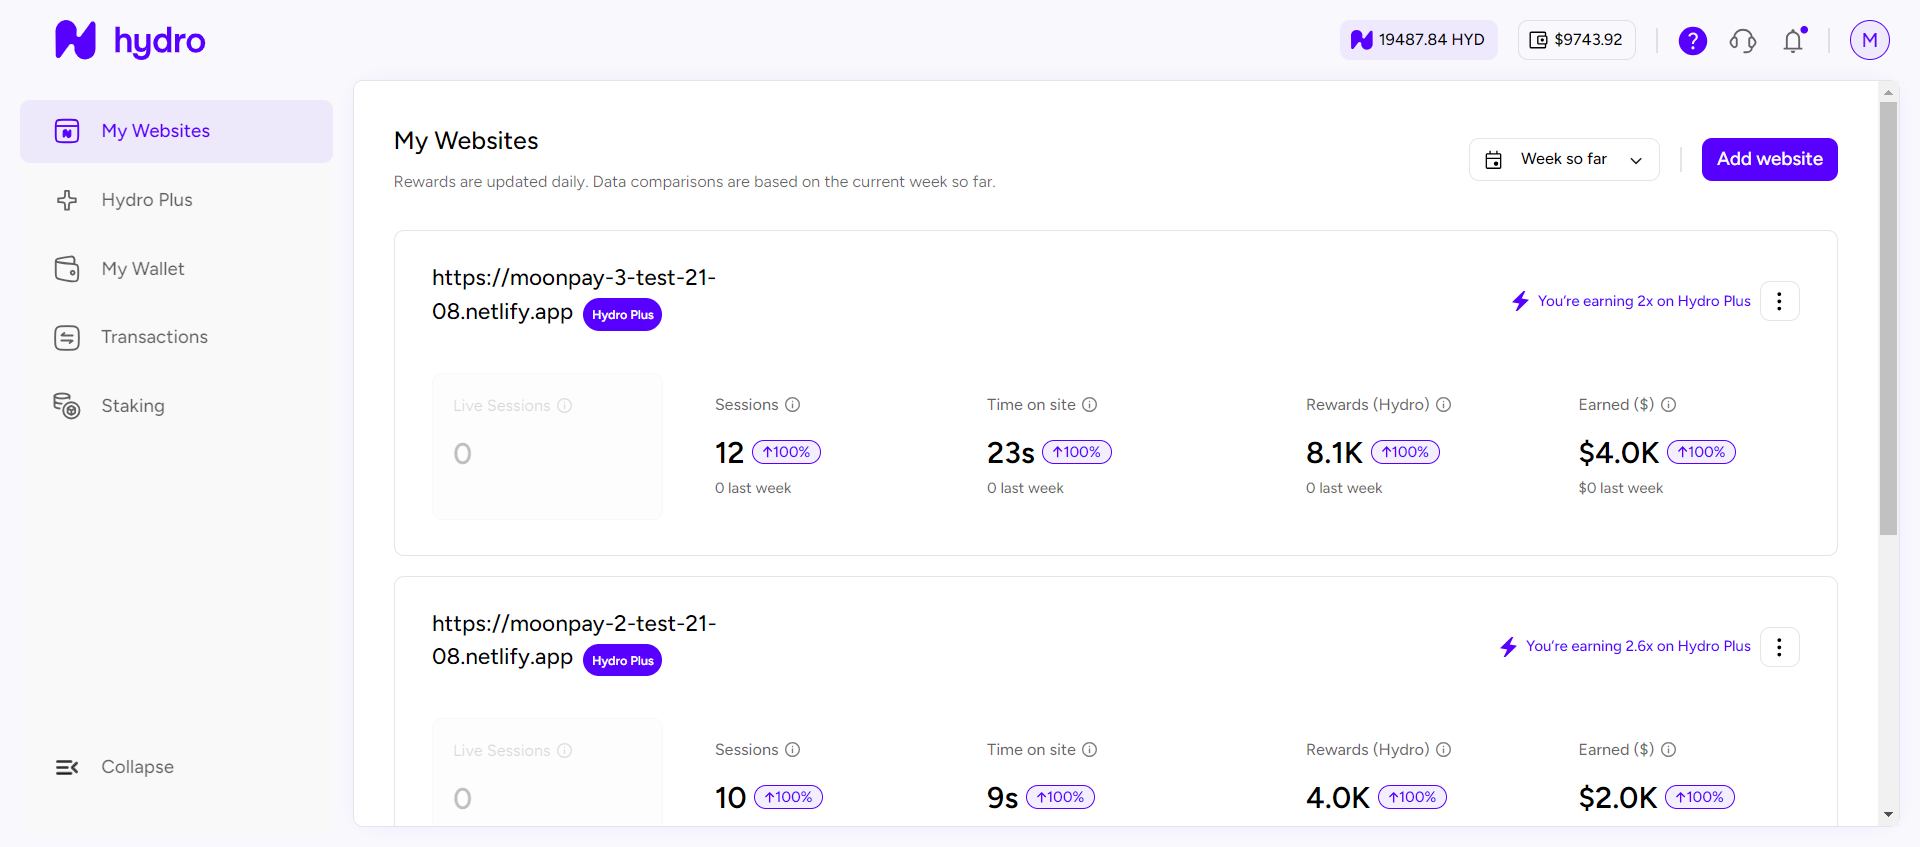 hydro
19487.84 HYD
$9743.92
?
M
My Websites
Hydro Plus
My Wallet
Transactions
Staking
Collapse
My Websites
Rewards are updated daily. Data comparisons are based on the current week so far.
Week so far
Add website
https://moonpay-3-test-21-
08.netlify.app Hydro Plus
You’re earning 2x on Hydro Plus
Live Sessions
0
Sessions
12 ↑100%
0 last week
Time on site
23s ↑100%
0 last week
Rewards (Hydro)
8.1K ↑100%
0 last week
Earned ($)
$4.0K ↑100%
$0 last week
https://moonpay-2-test-21-
08.netlify.app Hydro Plus
You’re earning 2.6x on Hydro Plus
Live Sessions
0
Sessions
10 ↑100%
Time on site
9s ↑100%
Rewards (Hydro)
4.0K ↑100%
Earned ($)
$2.0K ↑100%